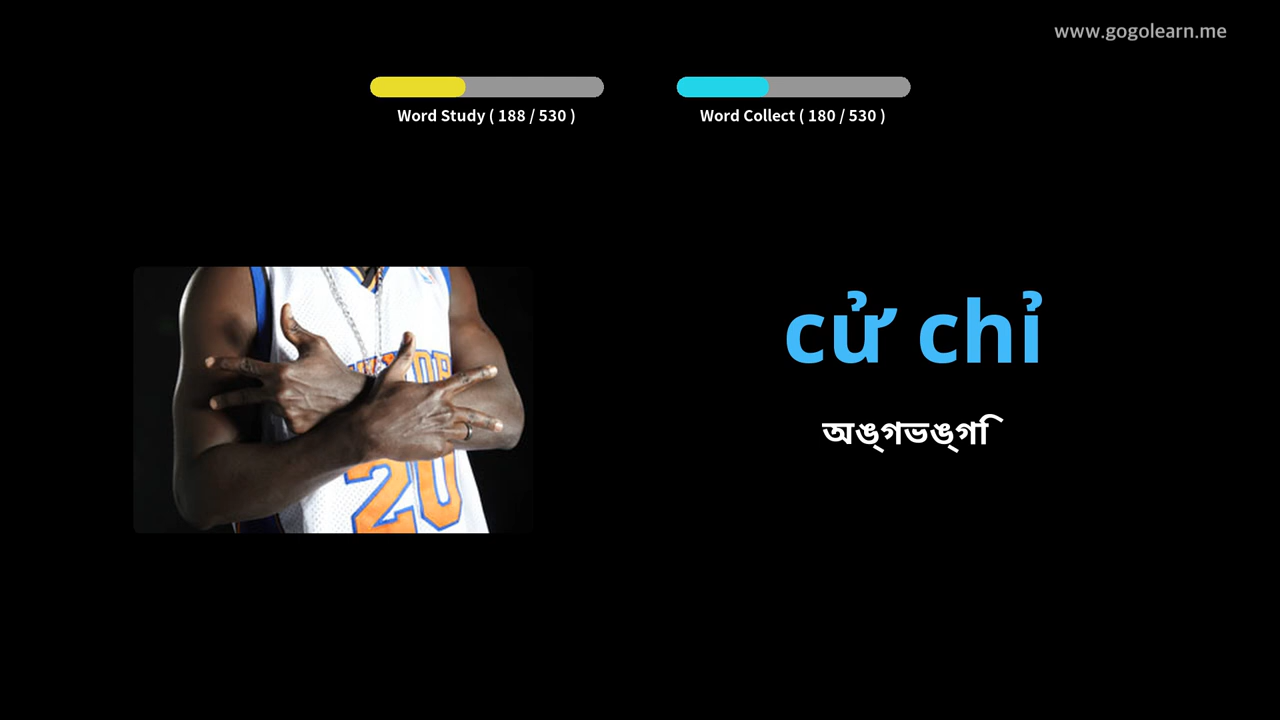 www.gogolearn.me
Word Study ( 188 / 530 )
Word Collect ( 180 / 530 )
cử chỉ
অঙ্গভঙ্গি
20